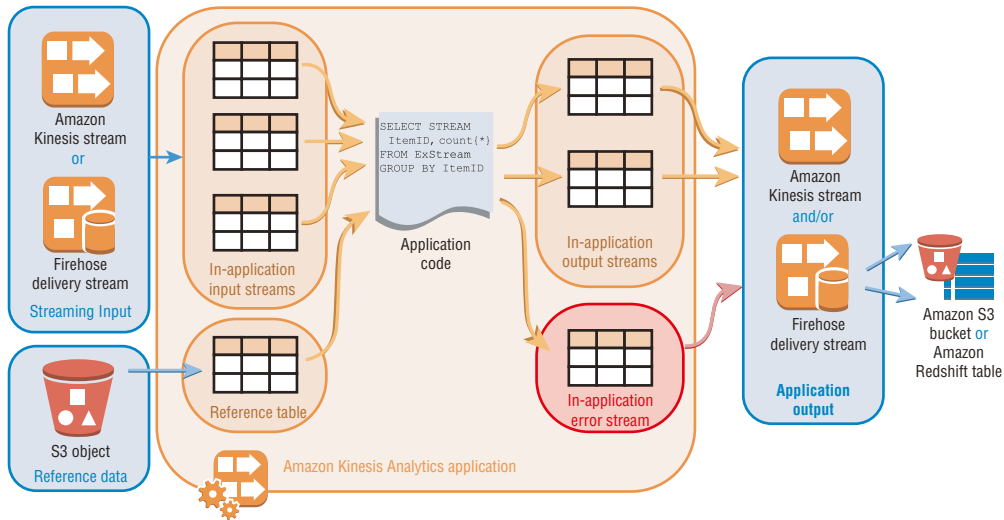 Amazon
Kinesis stream
or
Firehose
delivery stream
Streaming Input
S3 object
Reference data
In-application
input streams
Reference table
SELECT STREAM
ItemID, count{*}
FROM ExStream
GROUP BY ItemID
Application
code
In-application
output streams
In-application
error stream
Amazon Kinesis Analytics application
Amazon
Kinesis stream
and/or
Firehose
delivery stream
Application
output
Amazon S3
bucket or
Amazon
Redshift table